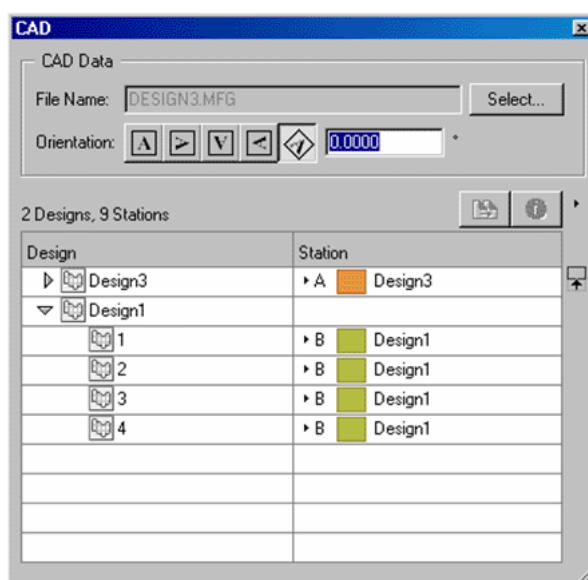 CAD
CAD Data
File Name: DESIGN3.MFG Select...
Orientation: A A A A A 0.0000 °
2 Designs, 9 Stations
Design Station
Design3 A Design3
Design1
1 B Design1
2 B Design1
3 B Design1
4 B Design1